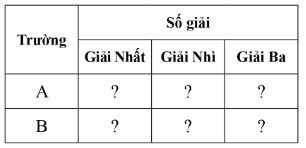 Trường Số giải
Giải Nhất Giải Nhì Giải Ba
A ? ? ?
B ? ? ?